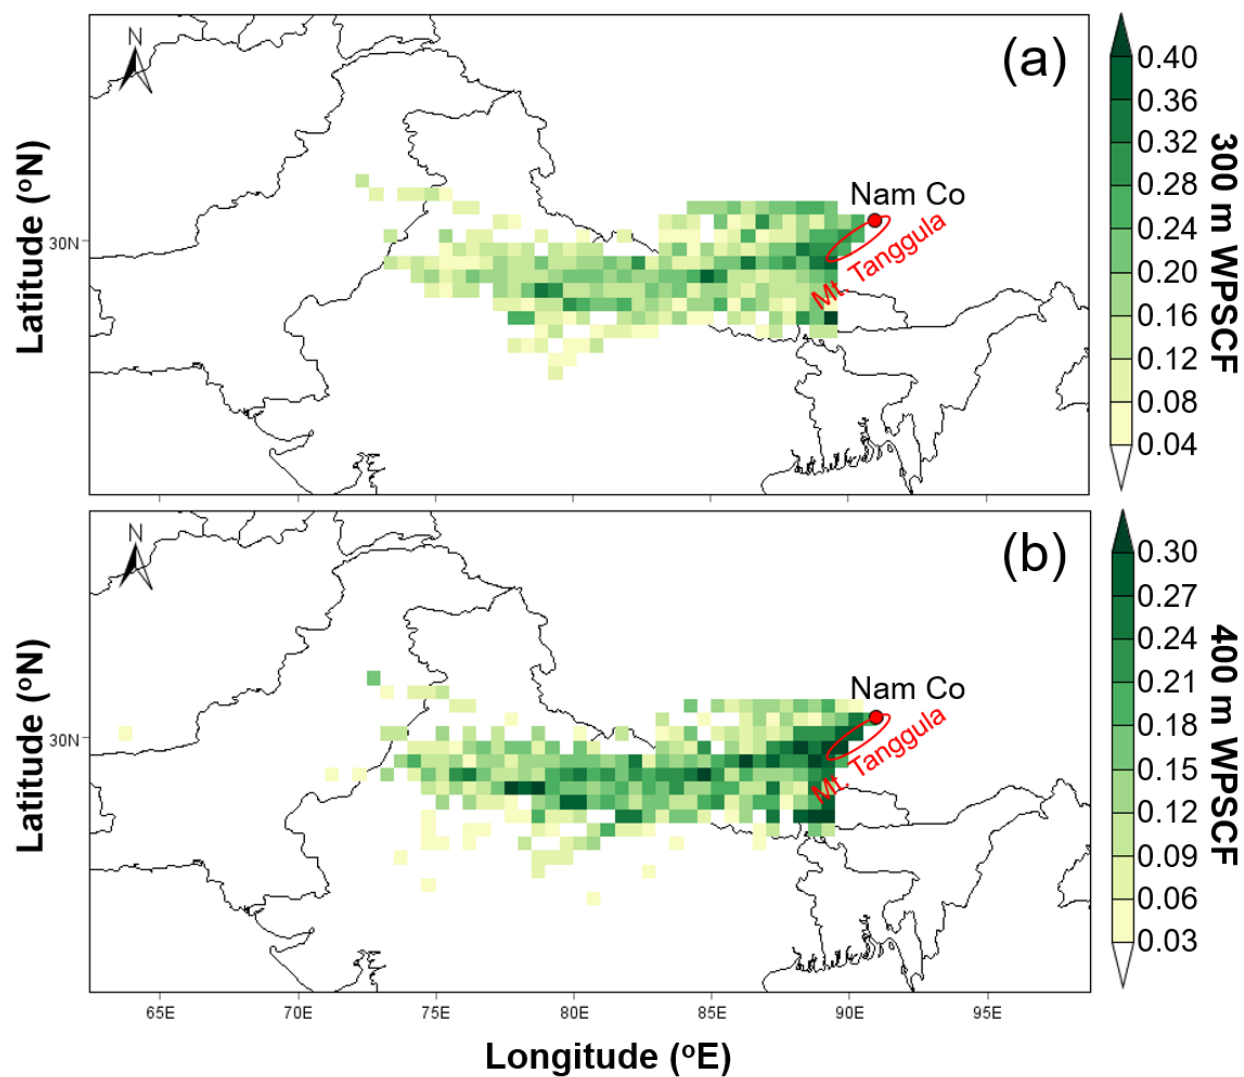 N
(a)
Nam Co
Mt. Tanggula
Latitude (ºN)
30N
0.40
0.36
0.32
0.28
0.24
0.20
0.16
0.12
0.08
0.04
300 m WPSCF
N
(b)
Nam Co
Mt. Tanggula
Latitude (ºN)
30N
0.30
0.27
0.24
0.21
0.18
0.15
0.12
0.09
0.06
0.03
400 m WPSCF
65E 70E 75E 80E 85E 90E 95E
Longitude (ºE)